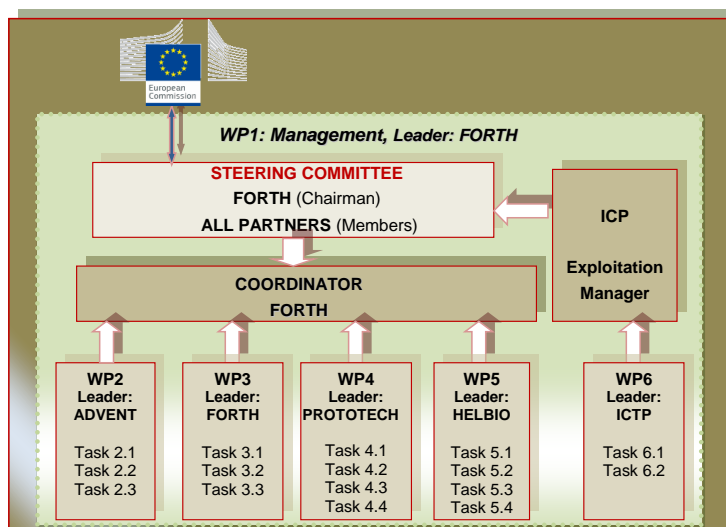 European
Commission
WP1: Management, Leader: FORTH
STEERING COMMITTEE
FORTH (Chairman)
ALL PARTNERS (Members)
ICP
Exploitation
Manager
COORDINATOR
FORTH
WP2
Leader:
ADVENT
Task 2.1
Task 2.2
Task 2.3
WP3
Leader:
FORTH
Task 3.1
Task 3.2
Task 3.3
WP4
Leader:
PROTOTECH
Task 4.1
Task 4.2
Task 4.3
Task 4.4
WP5
Leader:
HELBIO
Task 5.1
Task 5.2
Task 5.3
Task 5.4
WP6
Leader:
ICTP
Task 6.1
Task 6.2